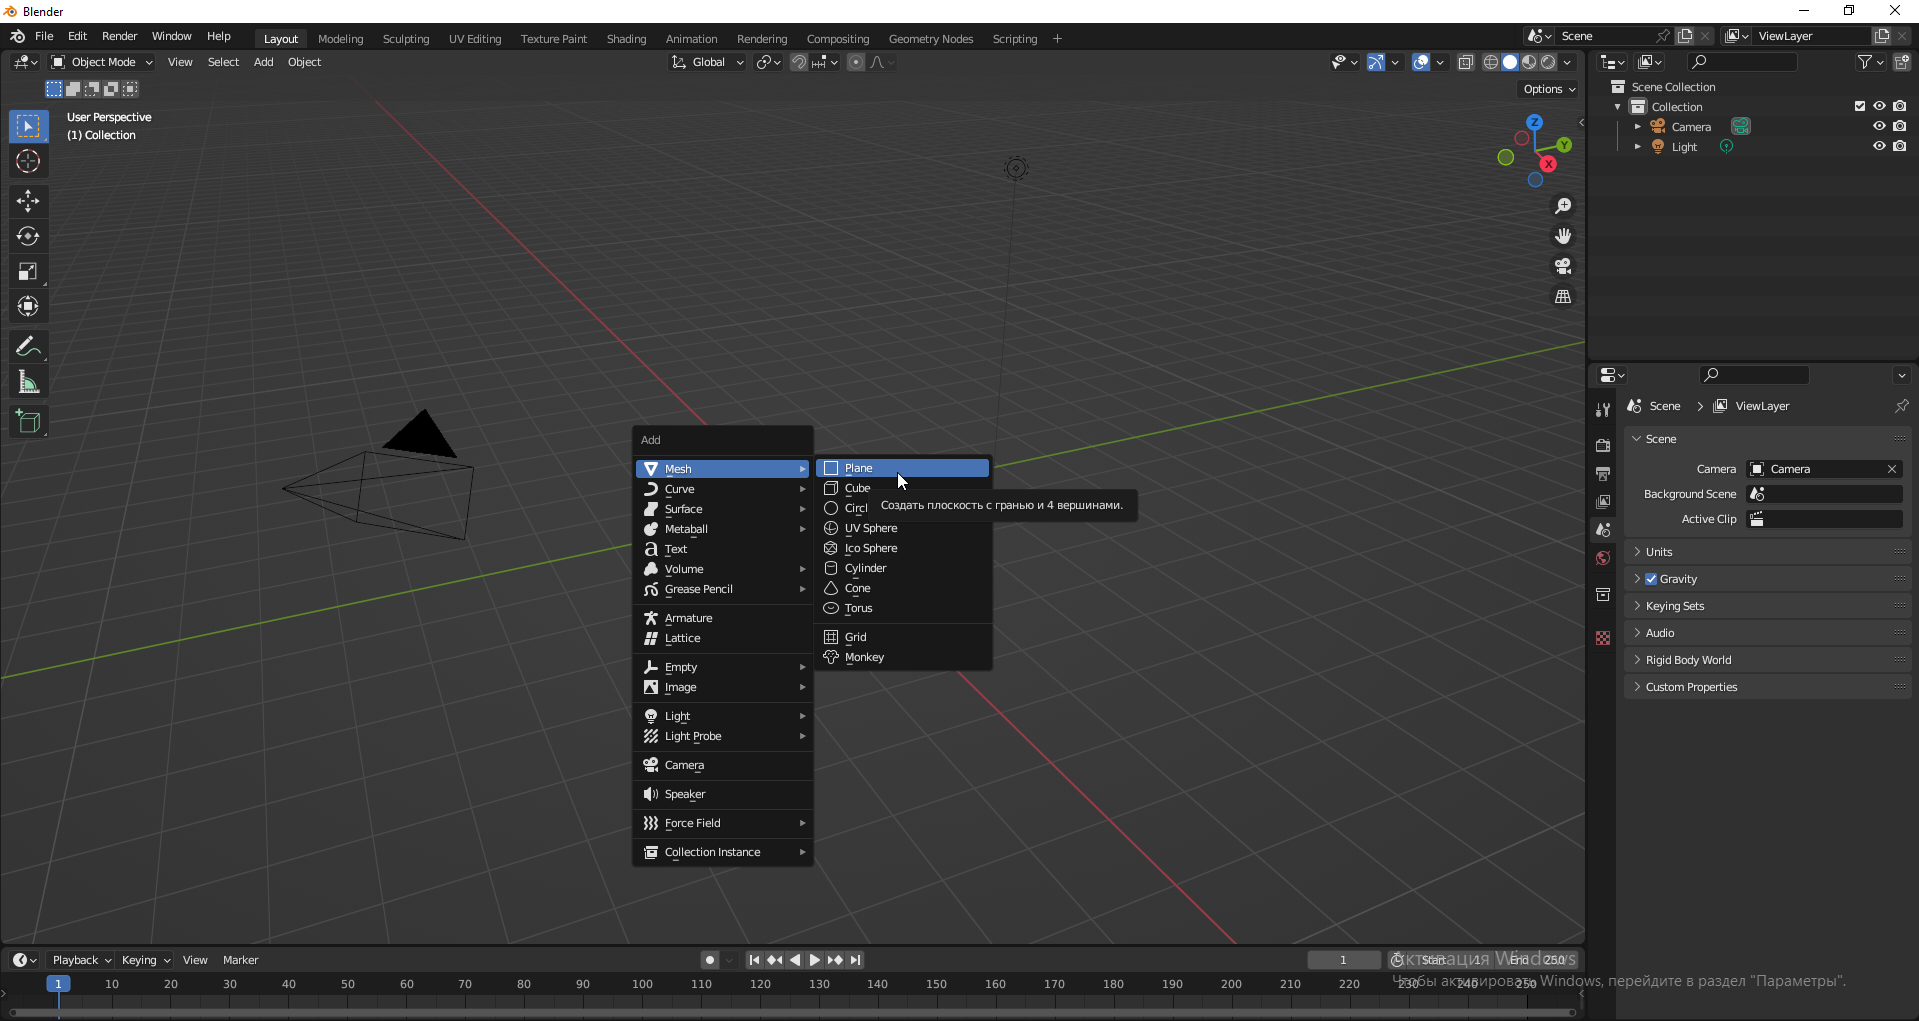 Blender
File Edit Render Window Help Layout Modeling Sculpting UV Editing Texture Paint Shading Animation Rendering Compositing Geometry Nodes Scripting + Scene ViewLayer
Object Mode View Select Add Object Global
Options
User Perspective
(1) Collection
Z
Y
X
Scene Collection
Collection
Camera
Light
Scene > ViewLayer
Scene
Camera Camera
Background Scene
Active Clip
Units
Gravity
Keying Sets
Audio
Rigid Body World
Custom Properties
Add
Mesh
Curve
Surface
Metaball
Text
Volume
Grease Pencil
Armature
Lattice
Empty
Image
Light
Light Probe
Camera
Speaker
Force Field
Collection Instance
Plane
Cube
Circl
UV Sphere
Ico Sphere
Cylinder
Cone
Torus
Grid
Monkey
Создать плоскость с гранью и 4 вершинами.
Playback Keying View Marker 1 Start 1 End 250
1 10 20 30 40 50 60 70 80 90 100 110 120 130 140 150 160 170 180 190 200 210 220 230 240 250
Активация Windows
Чтобы активировать Windows, перейдите в раздел "Параметры".